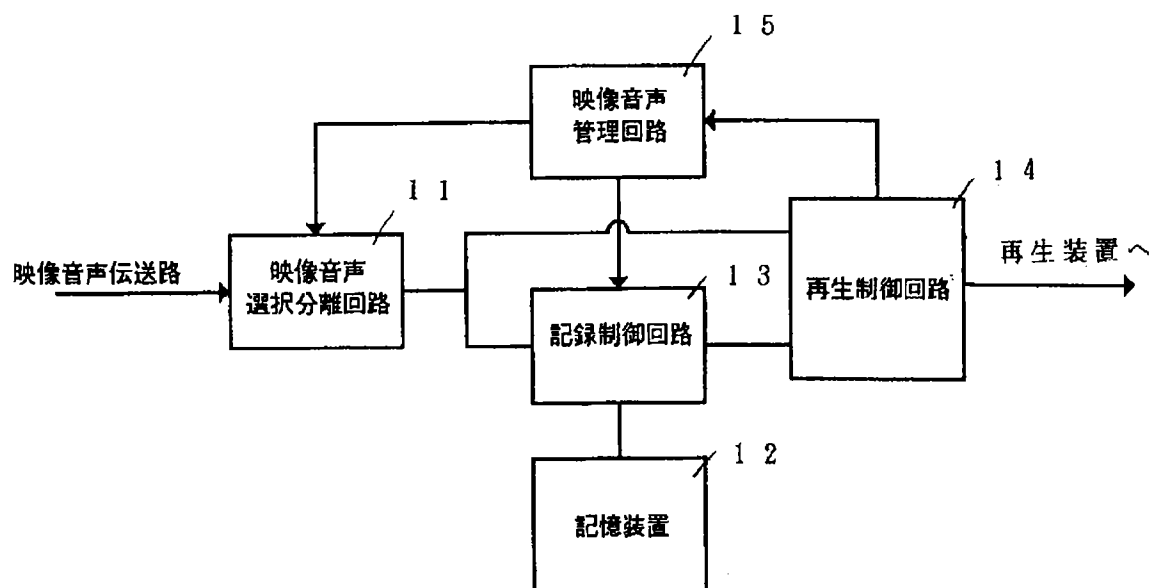 １５
映像音声
管理回路
１１
１４
映像音声伝送路
映像音声
選択分離回路
１３
記録制御回路
再生制御回路
再生装置へ
１２
記憶装置